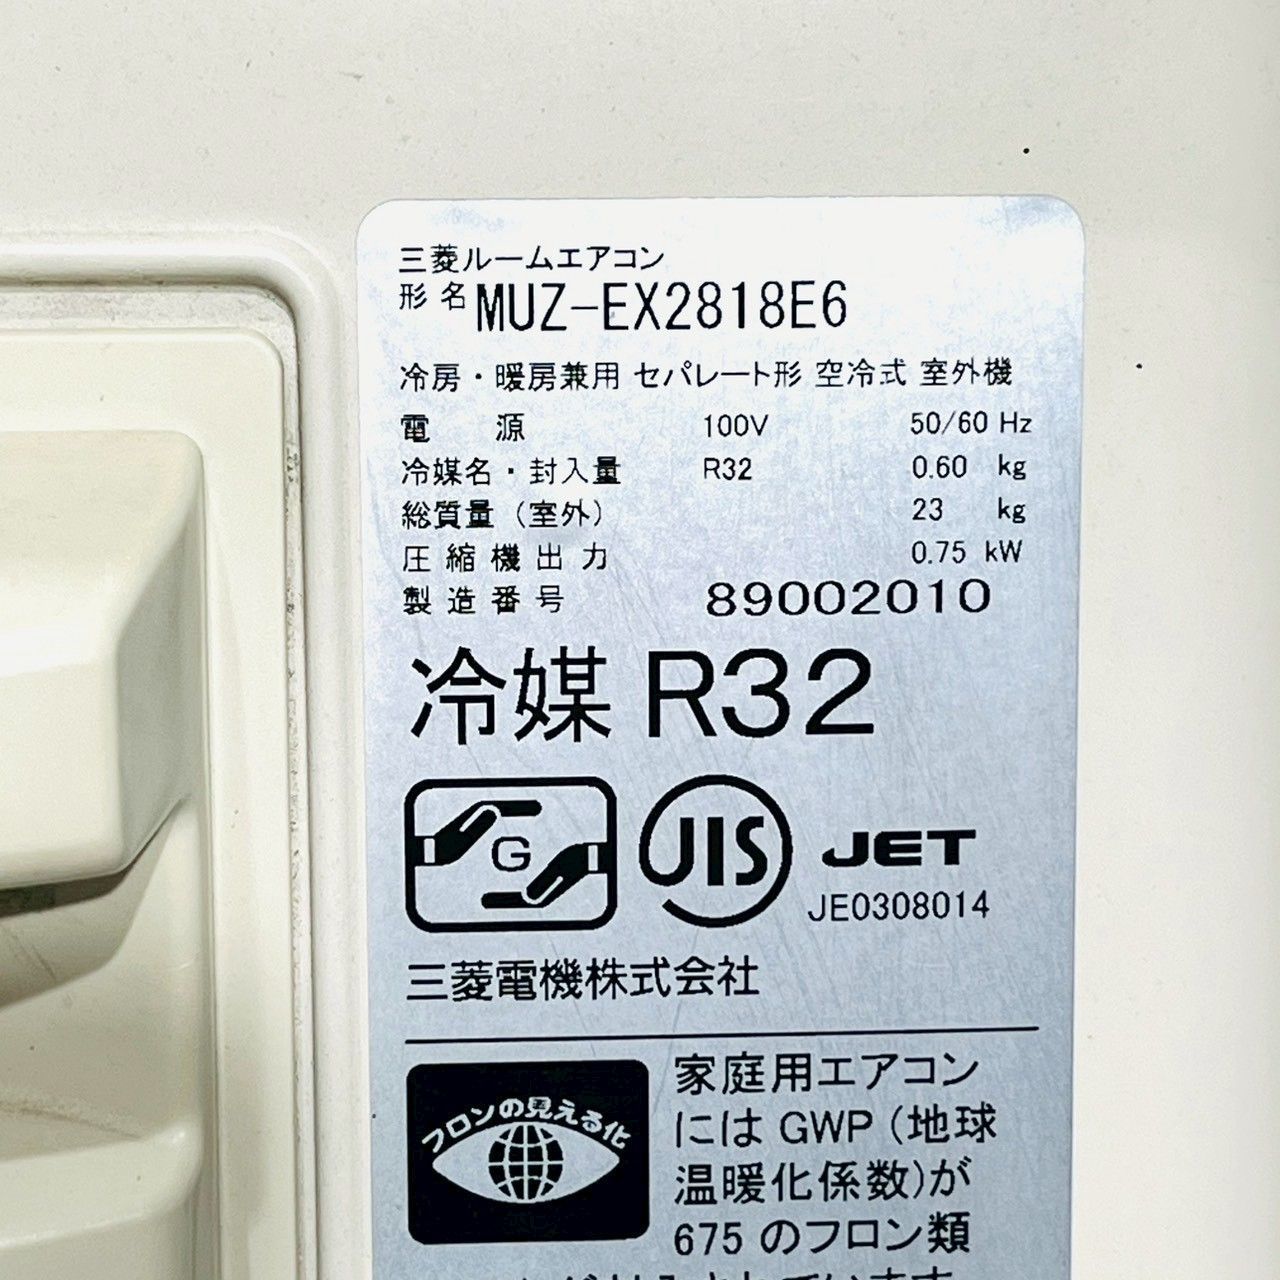 三菱ルームエアコン
形名 MUZ-EX2818E6
冷房・暖房兼用 セパレート形 空冷式 室外機
電源 100V 50/60 Hz
冷媒名・封入量 R32 0.60 kg
総質量（室外） 23 kg
圧縮機出力 0.75 kW
製造番号 89002010
冷媒 R32
G
JIS
JET
JE0308014
三菱電機株式会社
フロンの見える化
家庭用エアコン
には GWP（地球
温暖化係数)が
675 のフロン類